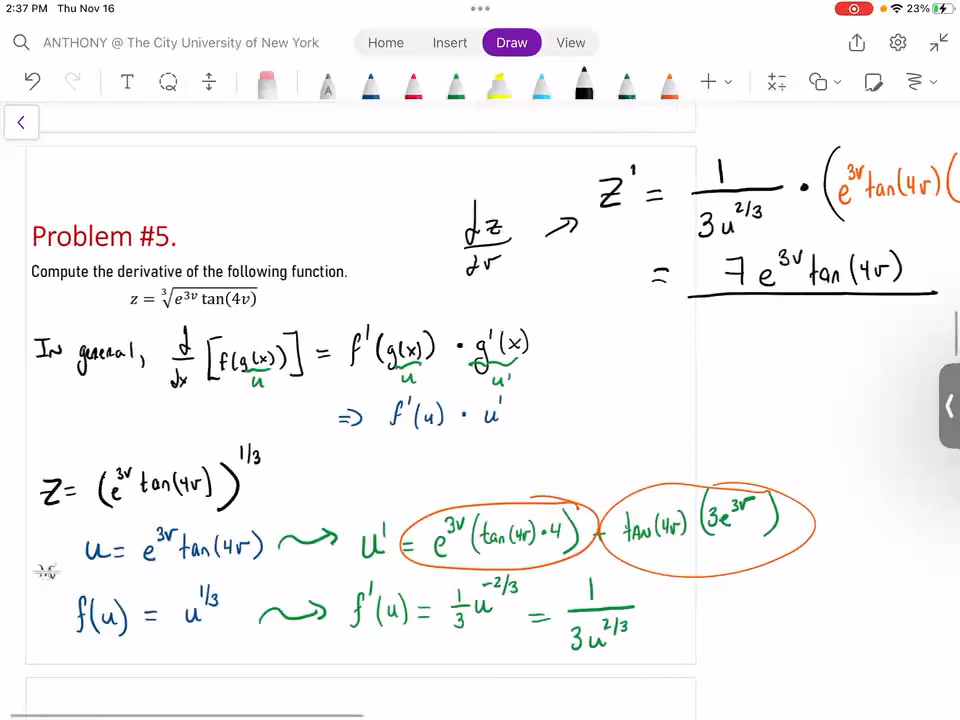 2:37 PM Thu Nov 16
23%
ANTHONY @ The City University of New York
Home Insert Draw View
Problem #5.
Compute the derivative of the following function.
z = ∛(e^{3v} tan(4v))
dz/dv → z' = 1/(3u^{2/3}) • (e^{3v} tan(4v)(
= 7e^{3v} tan(4v)
In general, d/dx [f(g(x))] = f'(g(x)) • g'(x)
u u u'
⇒ f'(u) • u'
z = (e^{3v} tan(4v))^{1/3}
u = e^{3v} tan(4v) → u' = e^{3v}(tan(4v)•4) + TAN(4v)(3e^{3v})
f(u) = u^{1/3} → f'(u) = 1/3 u^{-2/3} = 1/(3u^{2/3})